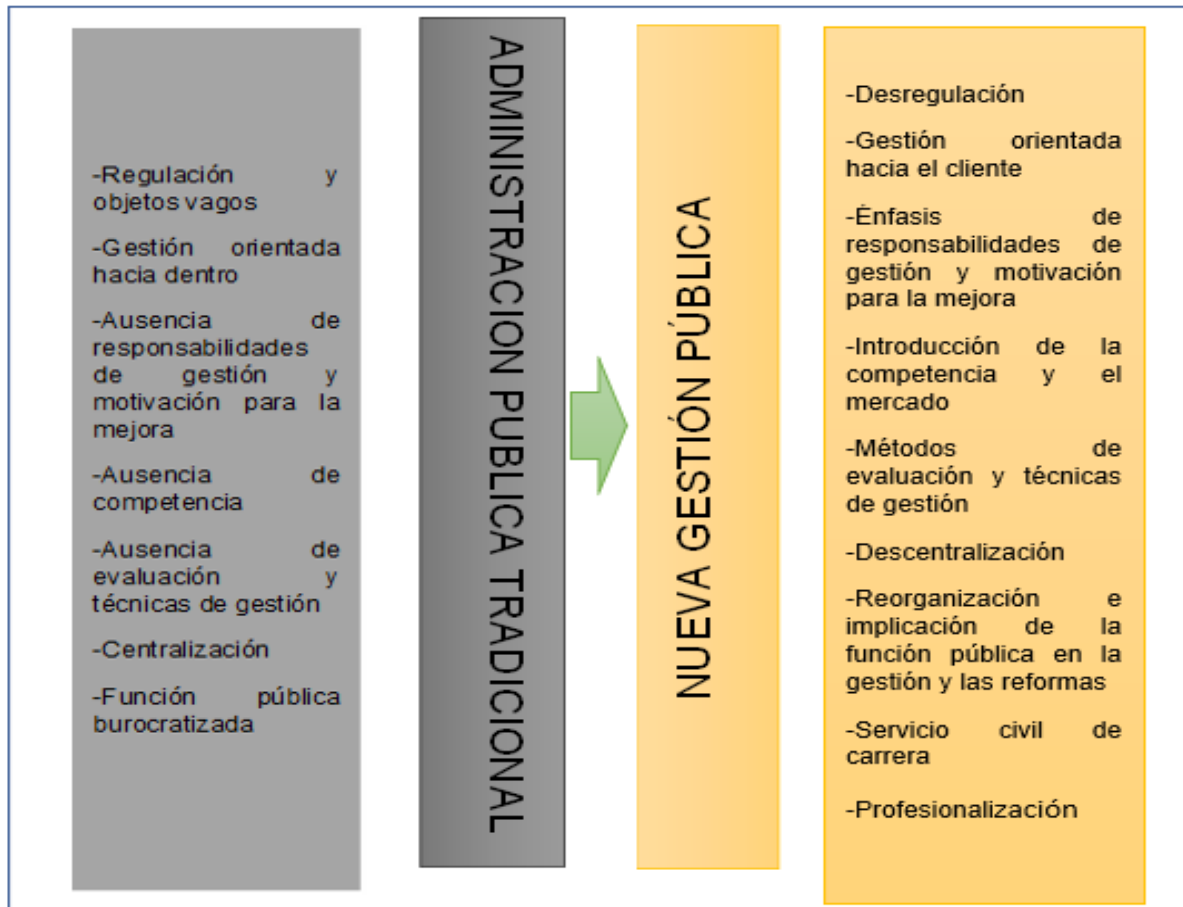 -Regulación y
objetos vagos
-Gestión orientada
hacia dentro
-Ausencia de
responsabilidades
de gestión y
motivación para la
mejora
-Ausencia de
competencia
-Ausencia de
evaluación y
técnicas de gestión
-Centralización
-Función pública
burocratizada
ADMINISTRACION PUBLICA TRADICIONAL
NUEVA GESTIÓN PÚBLICA
-Desregulación
-Gestión orientada
hacia el cliente
-Énfasis de
responsabilidades de
gestión y motivación
para la mejora
-Introducción de la
competencia y el
mercado
-Métodos de
evaluación y técnicas
de gestión
-Descentralización
-Reorganización e
implicación de la
función pública en la
gestión y las reformas
-Servicio civil de
carrera
-Profesionalización